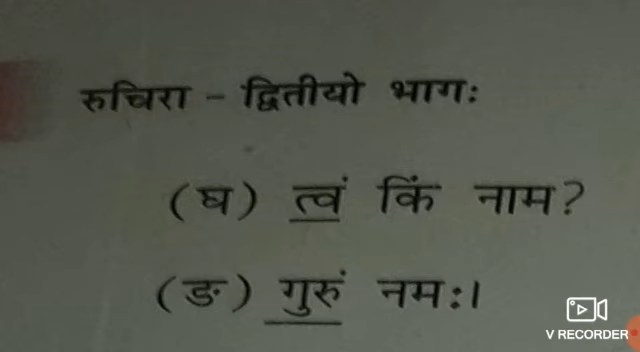 रुचिरा - द्वितीयो भागः
(घ) त्वं किं नाम?
(ङ) गुरुं नमः।
V RECORDER